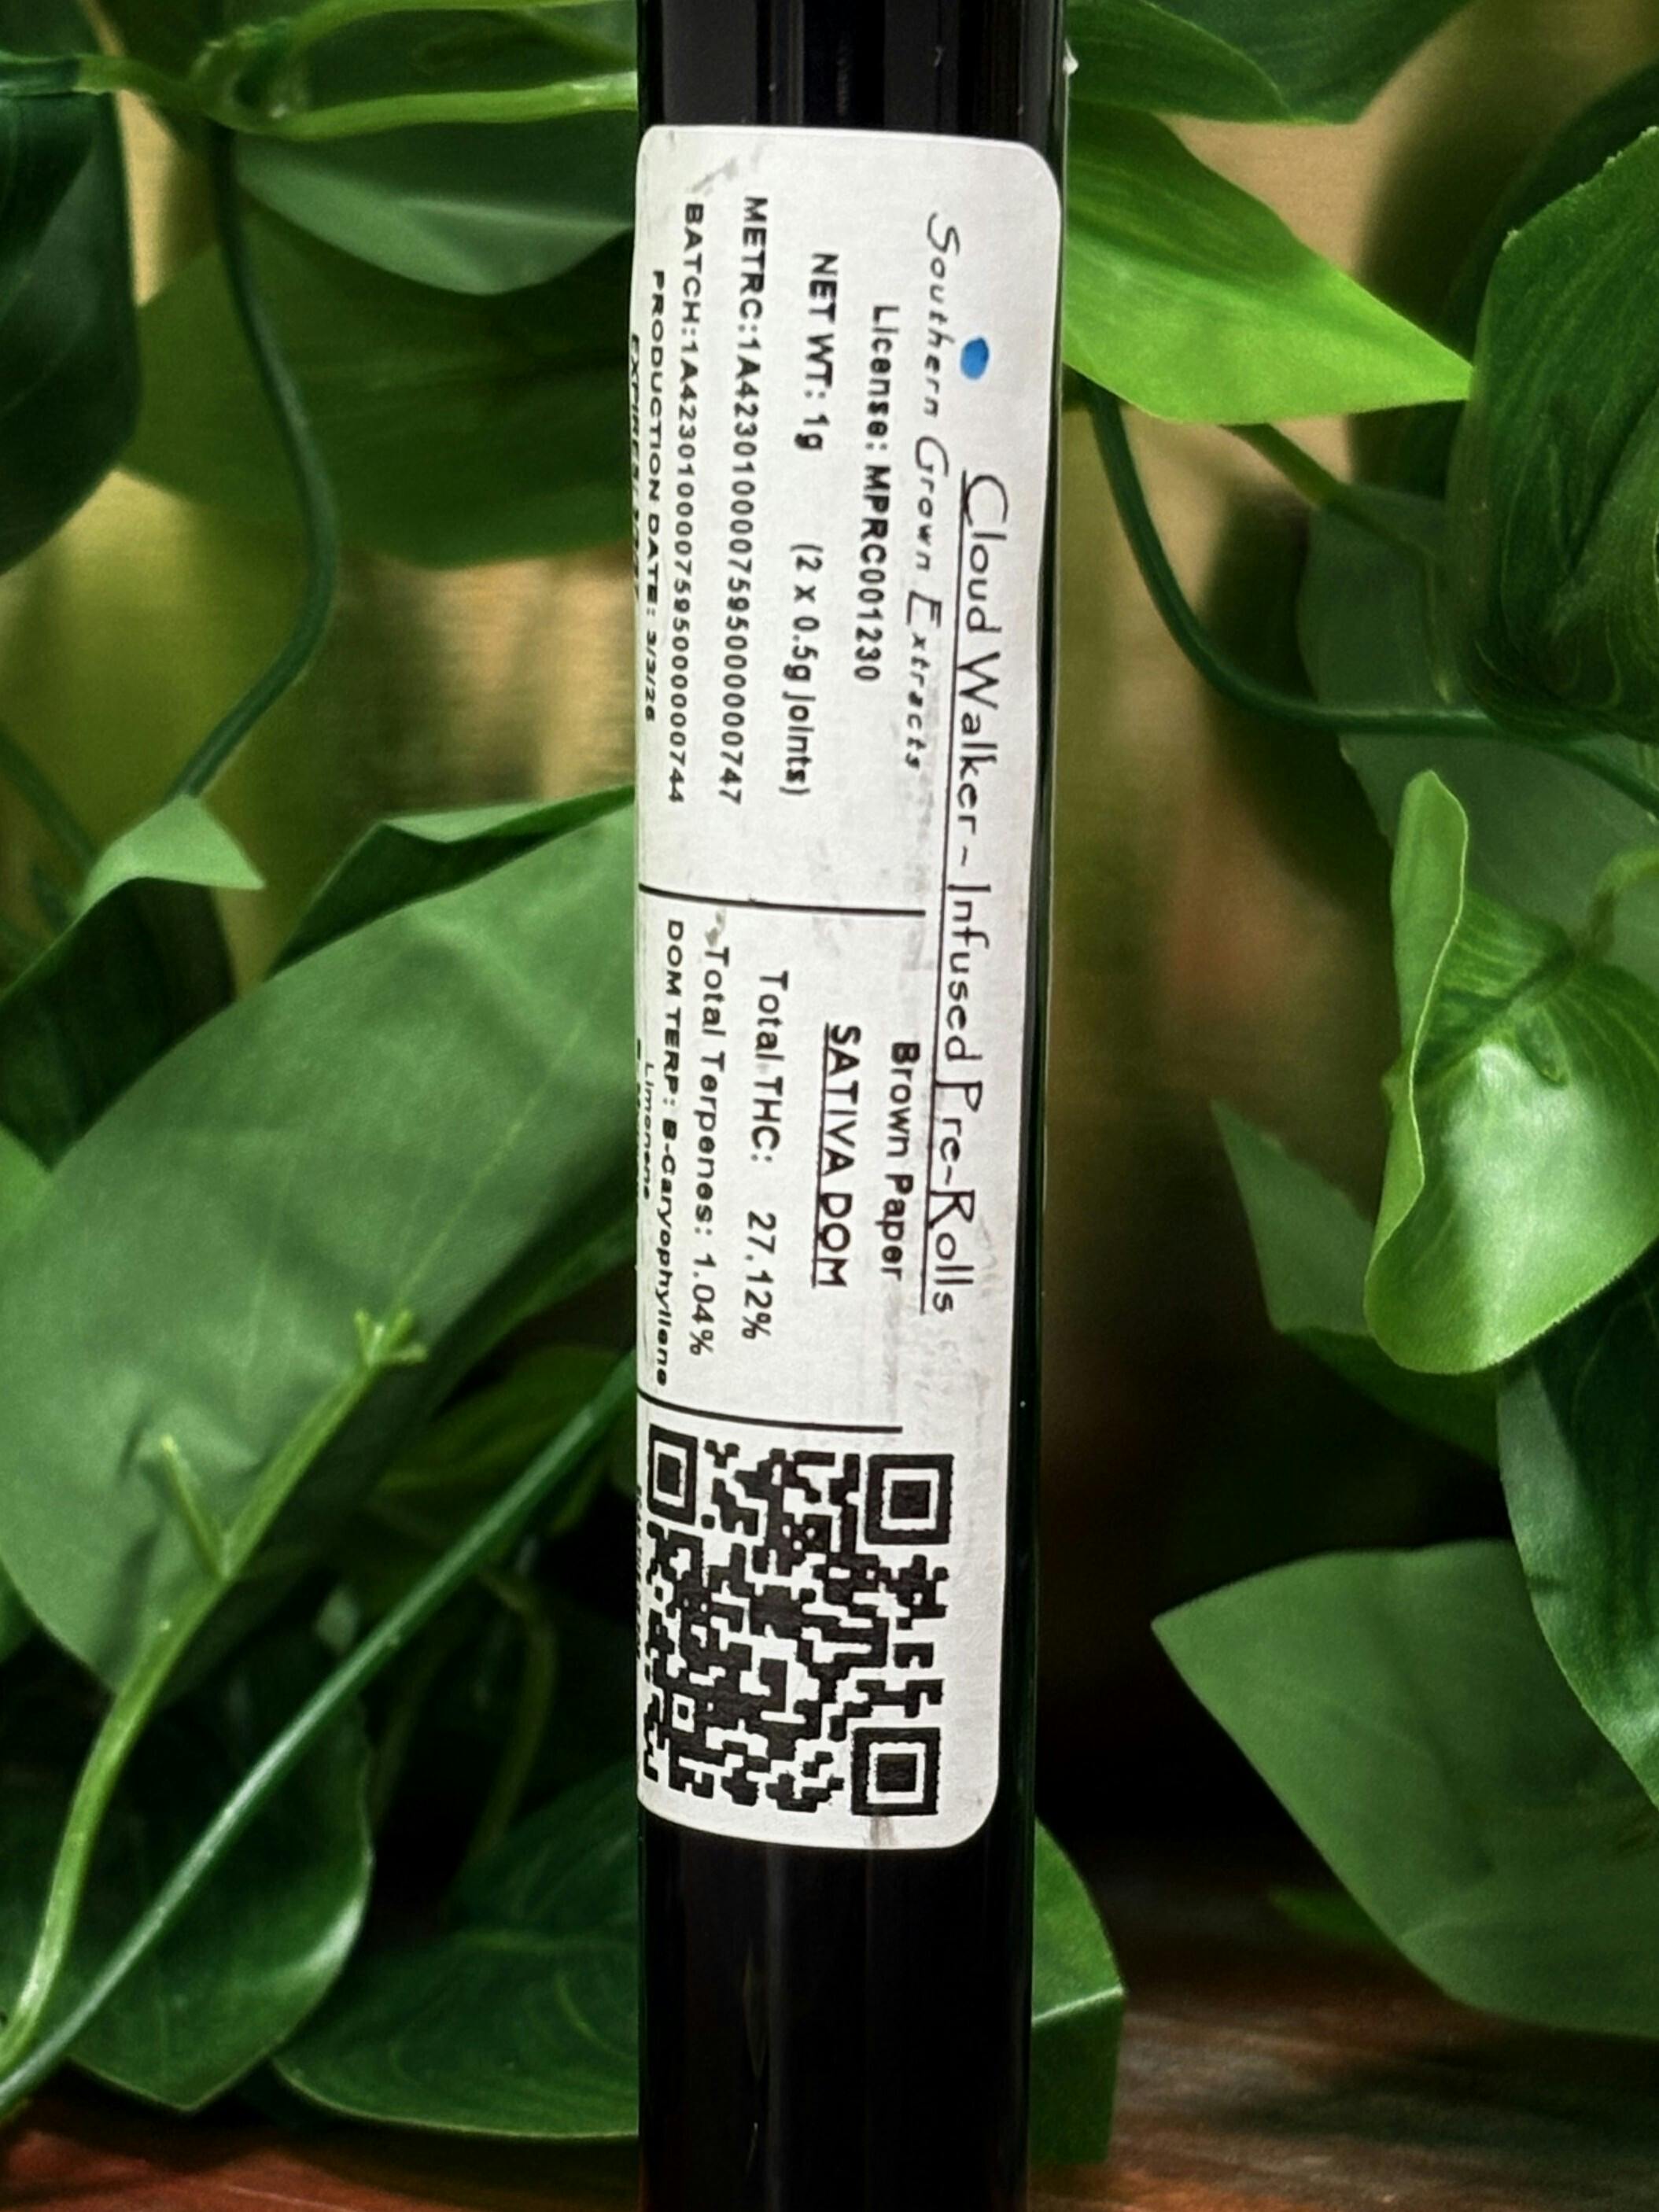 Cloud Walker - Infused Pre-Rolls
Southern Grown Extracts
License: MPRC001230
NET WT: 1g (2 x 0.5g joints)
METRC:1A4230100007595000000747
BATCH:1A4230100007595000000744
PRODUCTION DATE: 3/3/26
Brown Paper
SATIVA DOM
Total THC: 27.12%
Total Terpenes: 1.04%
DOM TERP: B-Caryophyllene
Limonene